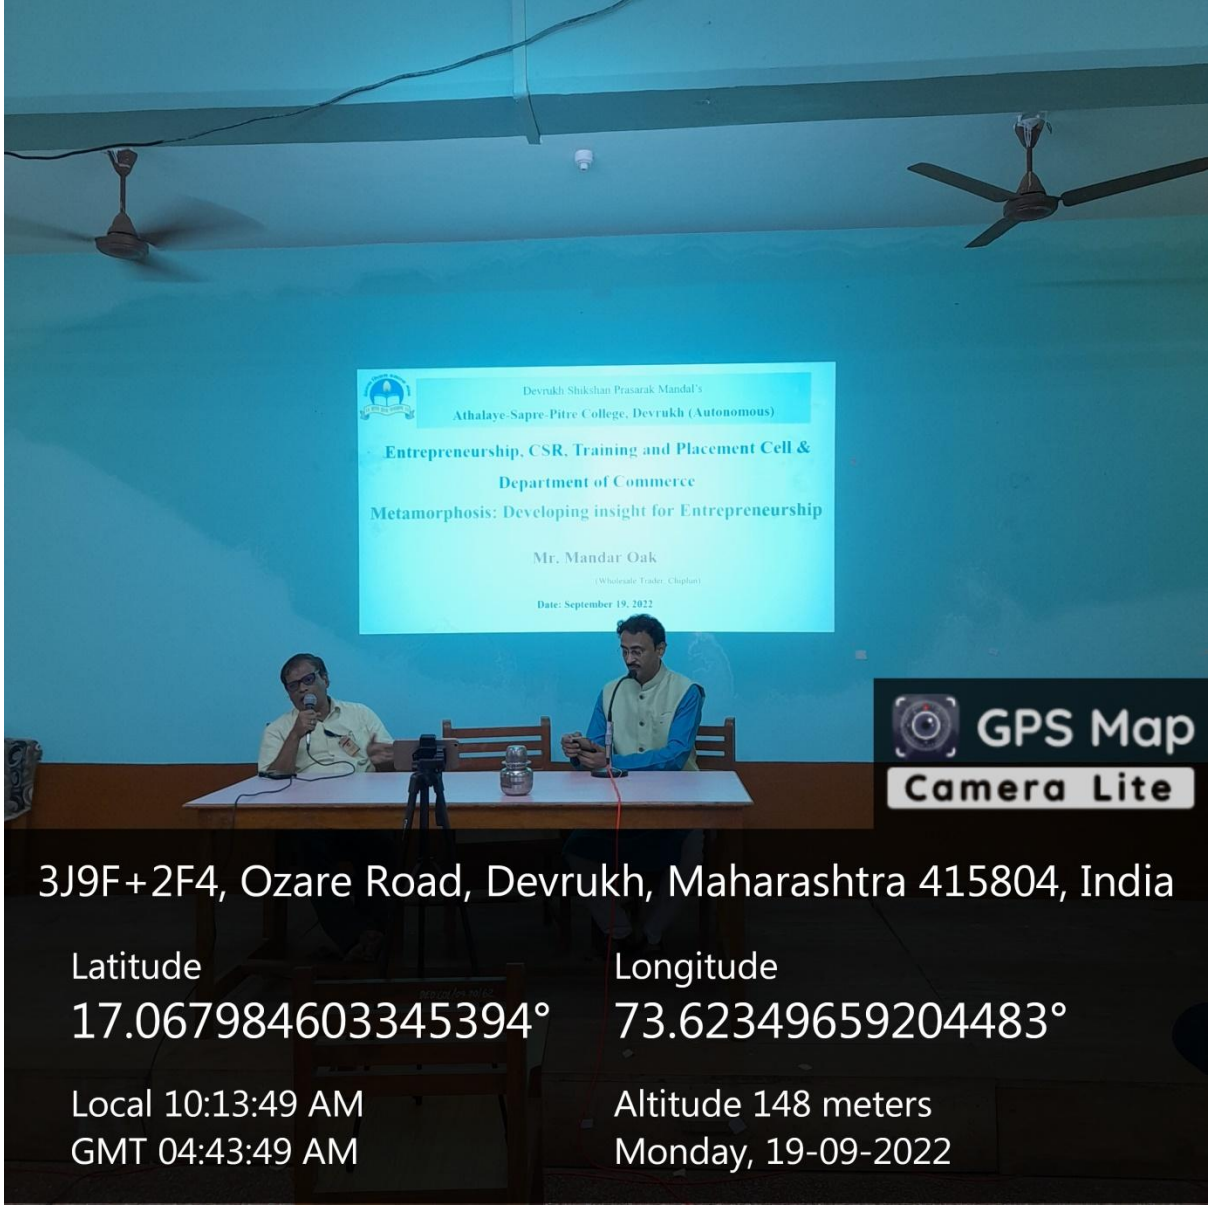 Devrukh Shikshan Prasarak Mandal's
Athalaye-Sapre-Pitre College, Devrukh (Autonomous)
Entrepreneurship, CSR, Training and Placement Cell &
Department of Commerce
Metamorphosis: Developing insight for Entrepreneurship
Mr. Mandar Oak
(Wholesale Trader, Chiplun)
Date: September 19, 2022
GPS Map
Camera Lite
3J9F+2F4, Ozare Road, Devrukh, Maharashtra 415804, India
Latitude
17.067984603345394°
Longitude
73.62349659204483°
Local 10:13:49 AM
GMT 04:43:49 AM
Altitude 148 meters
Monday, 19-09-2022